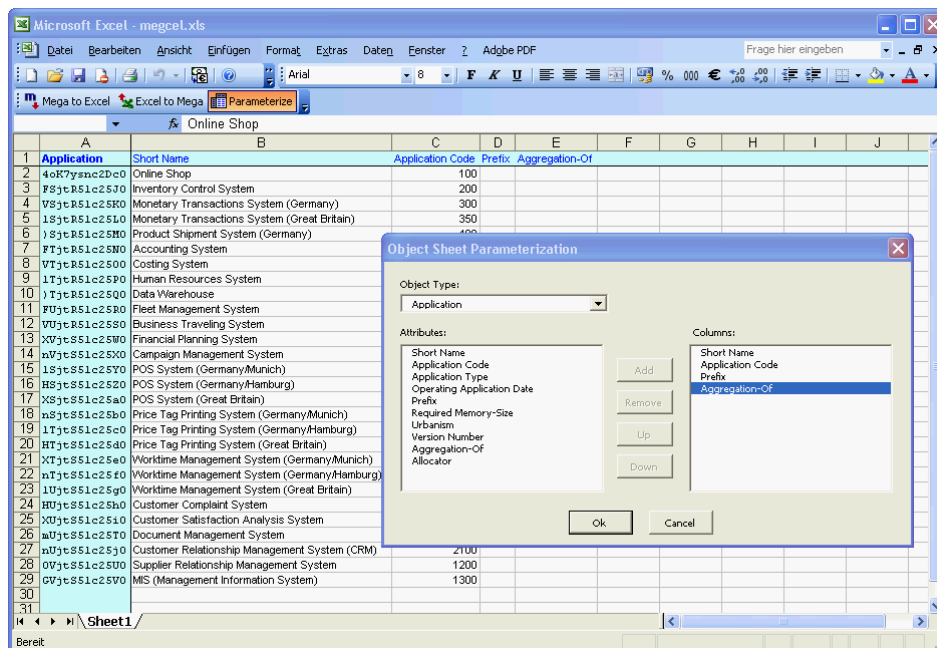 Microsoft Excel - megcel.xls
Datei Bearbeiten Ansicht Einfügen Format Extras Daten Fenster ? Adobe PDF Frage hier eingeben
Arial 8 F K U % 000 €
Mega to Excel Excel to Mega Parameterize
fx Online Shop
A B C D E F G H I J
1 Application Short Name Application Code Prefix Aggregation-Of
2 4oK7ysnc2Dc0 Online Shop 100
3 FSjtR51c25J0 Inventory Control System 200
4 VSjtR51c25K0 Monetary Transactions System (Germany) 300
5 lSjtR51c25L0 Monetary Transactions System (Great Britain) 350
6 )SjtR51c25M0 Product Shipment System (Germany) 400
7 FTjtR51c25N0 Accounting System
8 VTjtR51c25O0 Costing System
9 lTjtR51c25P0 Human Resources System
10 )TjtR51c25Q0 Data Warehouse
11 FUjtR51c25R0 Fleet Management System
12 VUjtR51c25S0 Business Traveling System
13 XVjtS51c25W0 Financial Planning System
14 nVjtS51c25X0 Campaign Management System
15 1SjtS51c25Y0 POS System (Germany/Munich)
16 HSjtS51c25Z0 POS System (Germany/Hamburg)
17 XSjtS51c25a0 POS System (Great Britain)
18 nSjtS51c25b0 Price Tag Printing System (Germany/Munich)
19 1TjtS51c25c0 Price Tag Printing System (Germany/Hamburg)
20 HTjtS51c25d0 Price Tag Printing System (Great Britain)
21 XTjtS51c25e0 Worktime Management System (Germany/Munich)
22 nTjtS51c25f0 Worktime Management System (Germany/Hamburg)
23 1UjtS51c25g0 Worktime Management System (Great Britain)
24 HUjtS51c25h0 Customer Complaint System
25 XUjtS51c25i0 Customer Satisfaction Analysis System
26 mUjtS51c25T0 Document Management System
27 nUjtS51c25j0 Customer Relationship Management System (CRM) 2100
28 0VjtS51c25U0 Supplier Relationship Management System 1200
29 GVjtS51c25V0 MIS (Management Information System) 1300
30
31
Object Sheet Parameterization
Object Type:
Application
Attributes:
Short Name
Application Code
Application Type
Operating Application Date
Prefix
Required Memory-Size
Urbanism
Version Number
Aggregation-Of
Allocator
Add
Remove
Up
Down
Columns:
Short Name
Application Code
Prefix
Aggregation-Of
Ok Cancel
Sheet1
Bereit